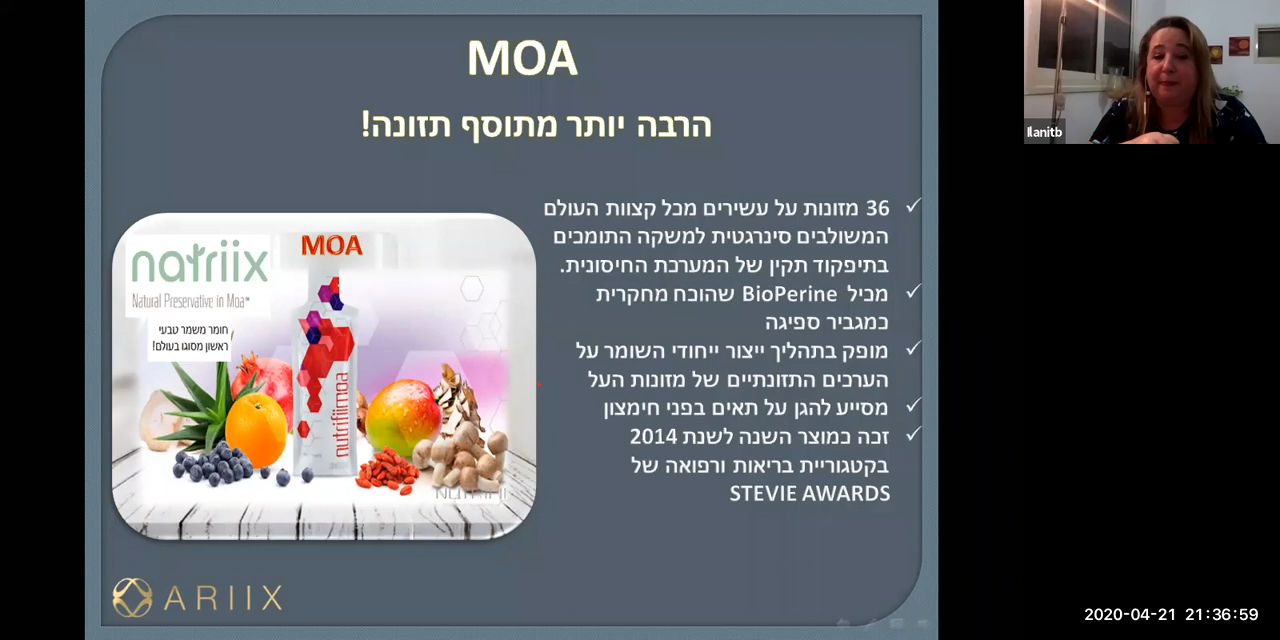 MOA
הרבה יותר מתוסף תזונה!
36 מזונות על עשירים מכל קצוות העולם
המשולבים סינרגטית למשקה התומכים
בתיפקוד תקין של המערכת החיסונית.
מכיל BioPerine שהוכח מחקרית
כמגביר ספיגה
מופק בתהליך ייצור ייחודי השומר על
הערכים התזונתיים של מזונות העל
מסייע להגן על תאים בפני חימצון
זכה כמוצר השנה לשנת 2014
בקטגוריית בריאות ורפואה של
STEVIE AWARDS
MOA
natriix
Natural Preservative in Moa™
חומר משמר טבעי
ראשון מסוגו בעולם!
nutrifiimoa
ARIIX
Ilanitb
2020-04-21 21:36:59